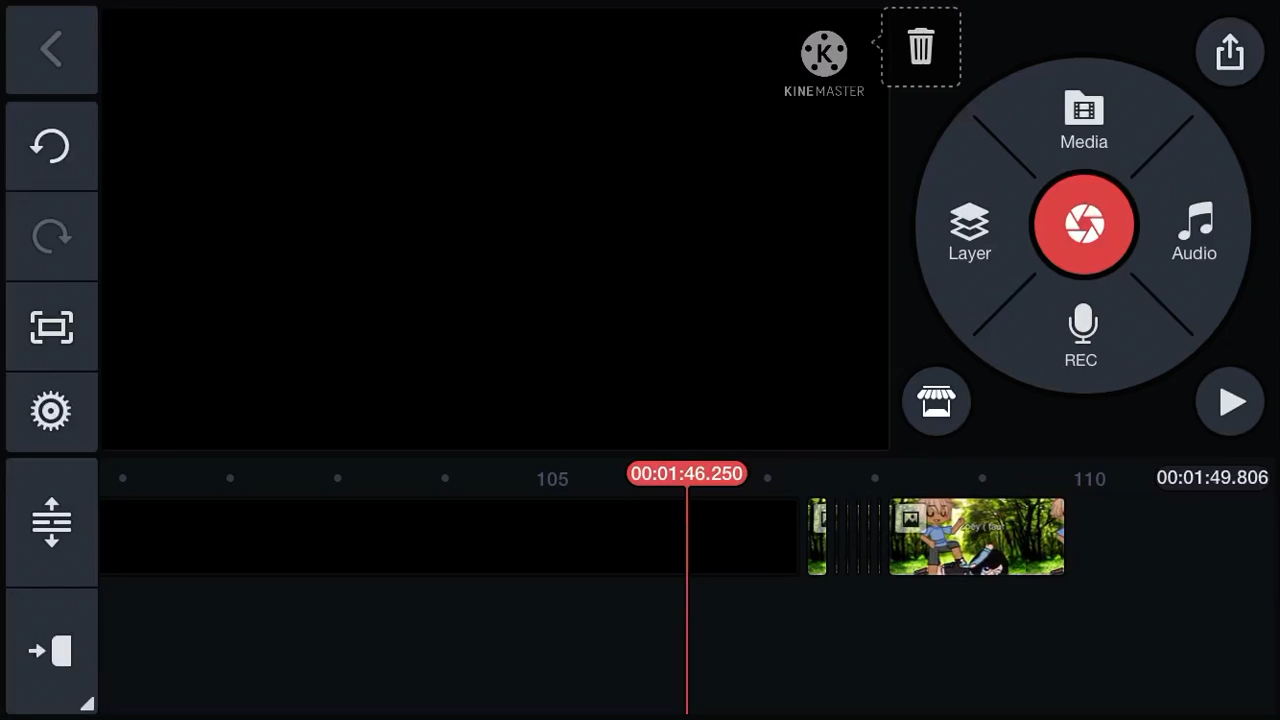 KINEMASTER
Media
Layer
Audio
REC
105
00:01:46.250
110
00:01:49.806